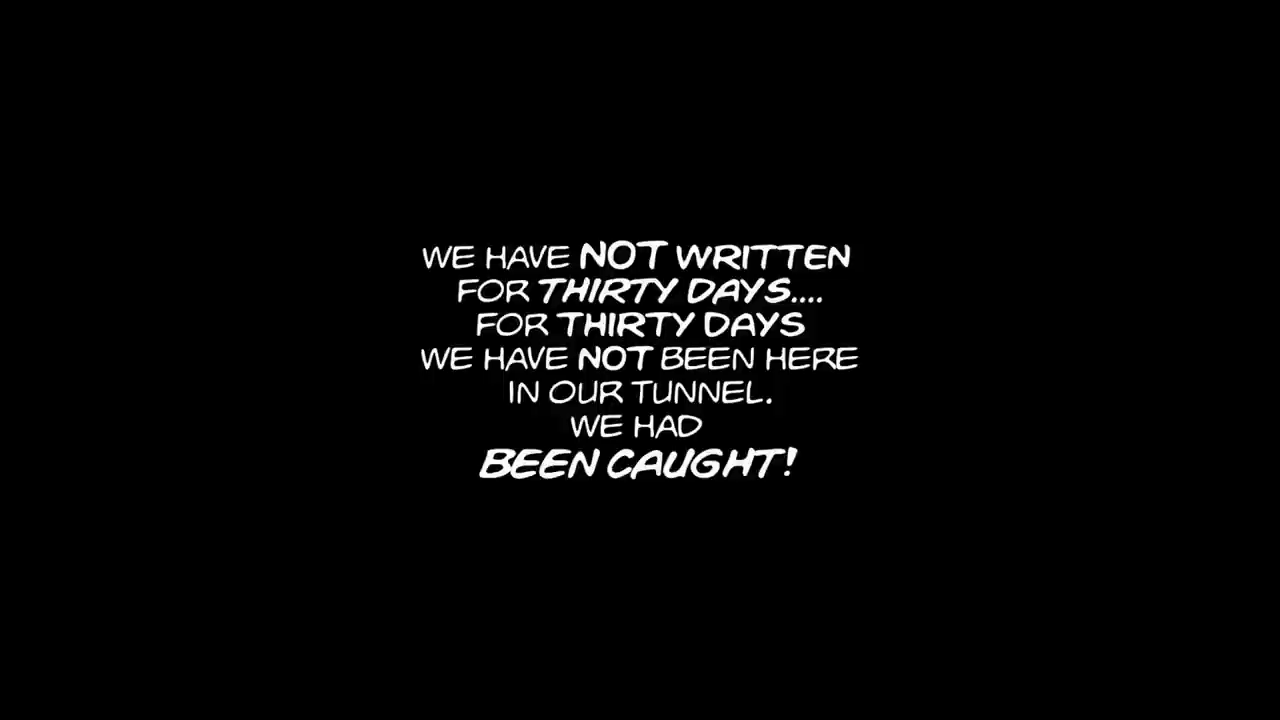 WE HAVE NOT WRITTEN
FOR THIRTY DAYS....
FOR THIRTY DAYS
WE HAVE NOT BEEN HERE
IN OUR TUNNEL.
WE HAD
BEEN CAUGHT!